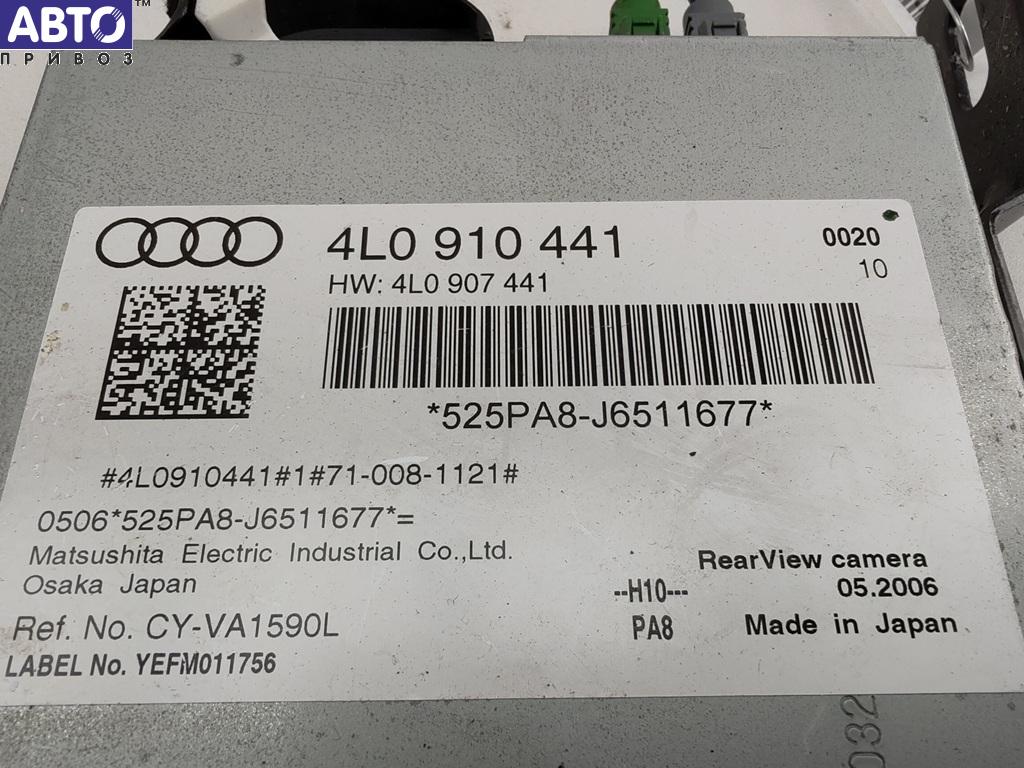 АВТО™
ПРИВОЗ
4L0 910 441
0020
HW: 4L0 907 441
10
*525PA8-J6511677*
#4L0910441#1#71-008-1121#
0506*525PA8-J6511677*=
Matsushita Electric Industrial Co.,Ltd.
Osaka Japan
RearView camera
--H10---
05.2006
Ref. No. CY-VA1590L
PA8
Made in Japan
LABEL No. YEFM011756
032